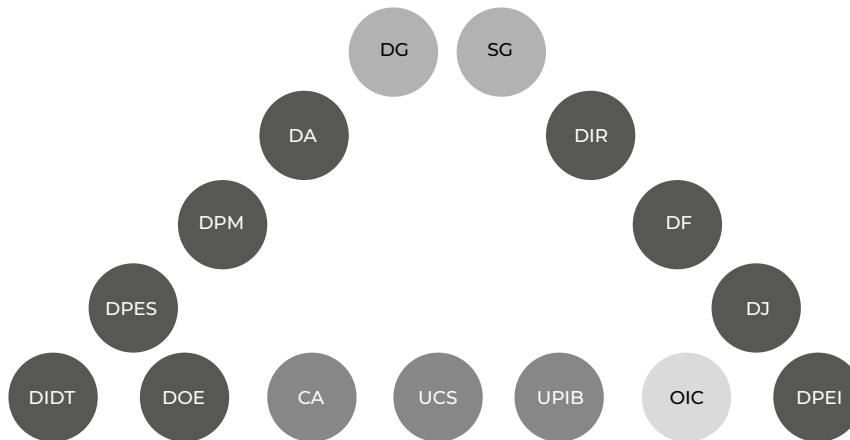 DG SG
DA DIR
DPM DF
DPES DJ
DIDT DOE CA UCS UPIB OIC DPEI